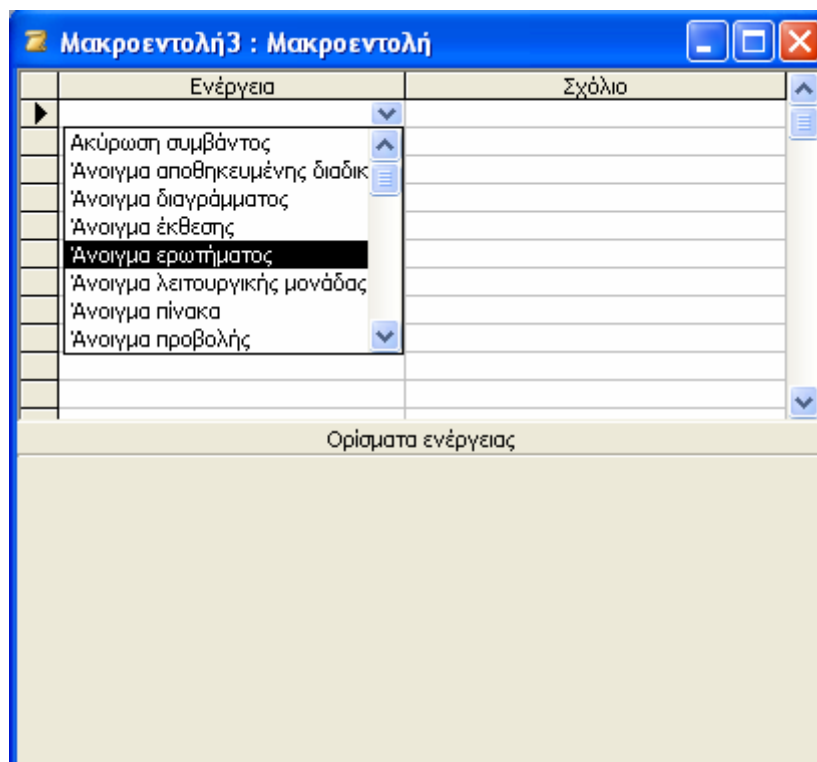 Μακροεντολή3 : Μακροεντολή
Ενέργεια Σχόλιο
Ακύρωση συμβάντος
Άνοιγμα αποθηκευμένης διαδικ
Άνοιγμα διαγράμματος
Άνοιγμα έκθεσης
Άνοιγμα ερωτήματος
Άνοιγμα λειτουργικής μονάδας
Άνοιγμα πίνακα
Άνοιγμα προβολής
Ορίσματα ενέργειας